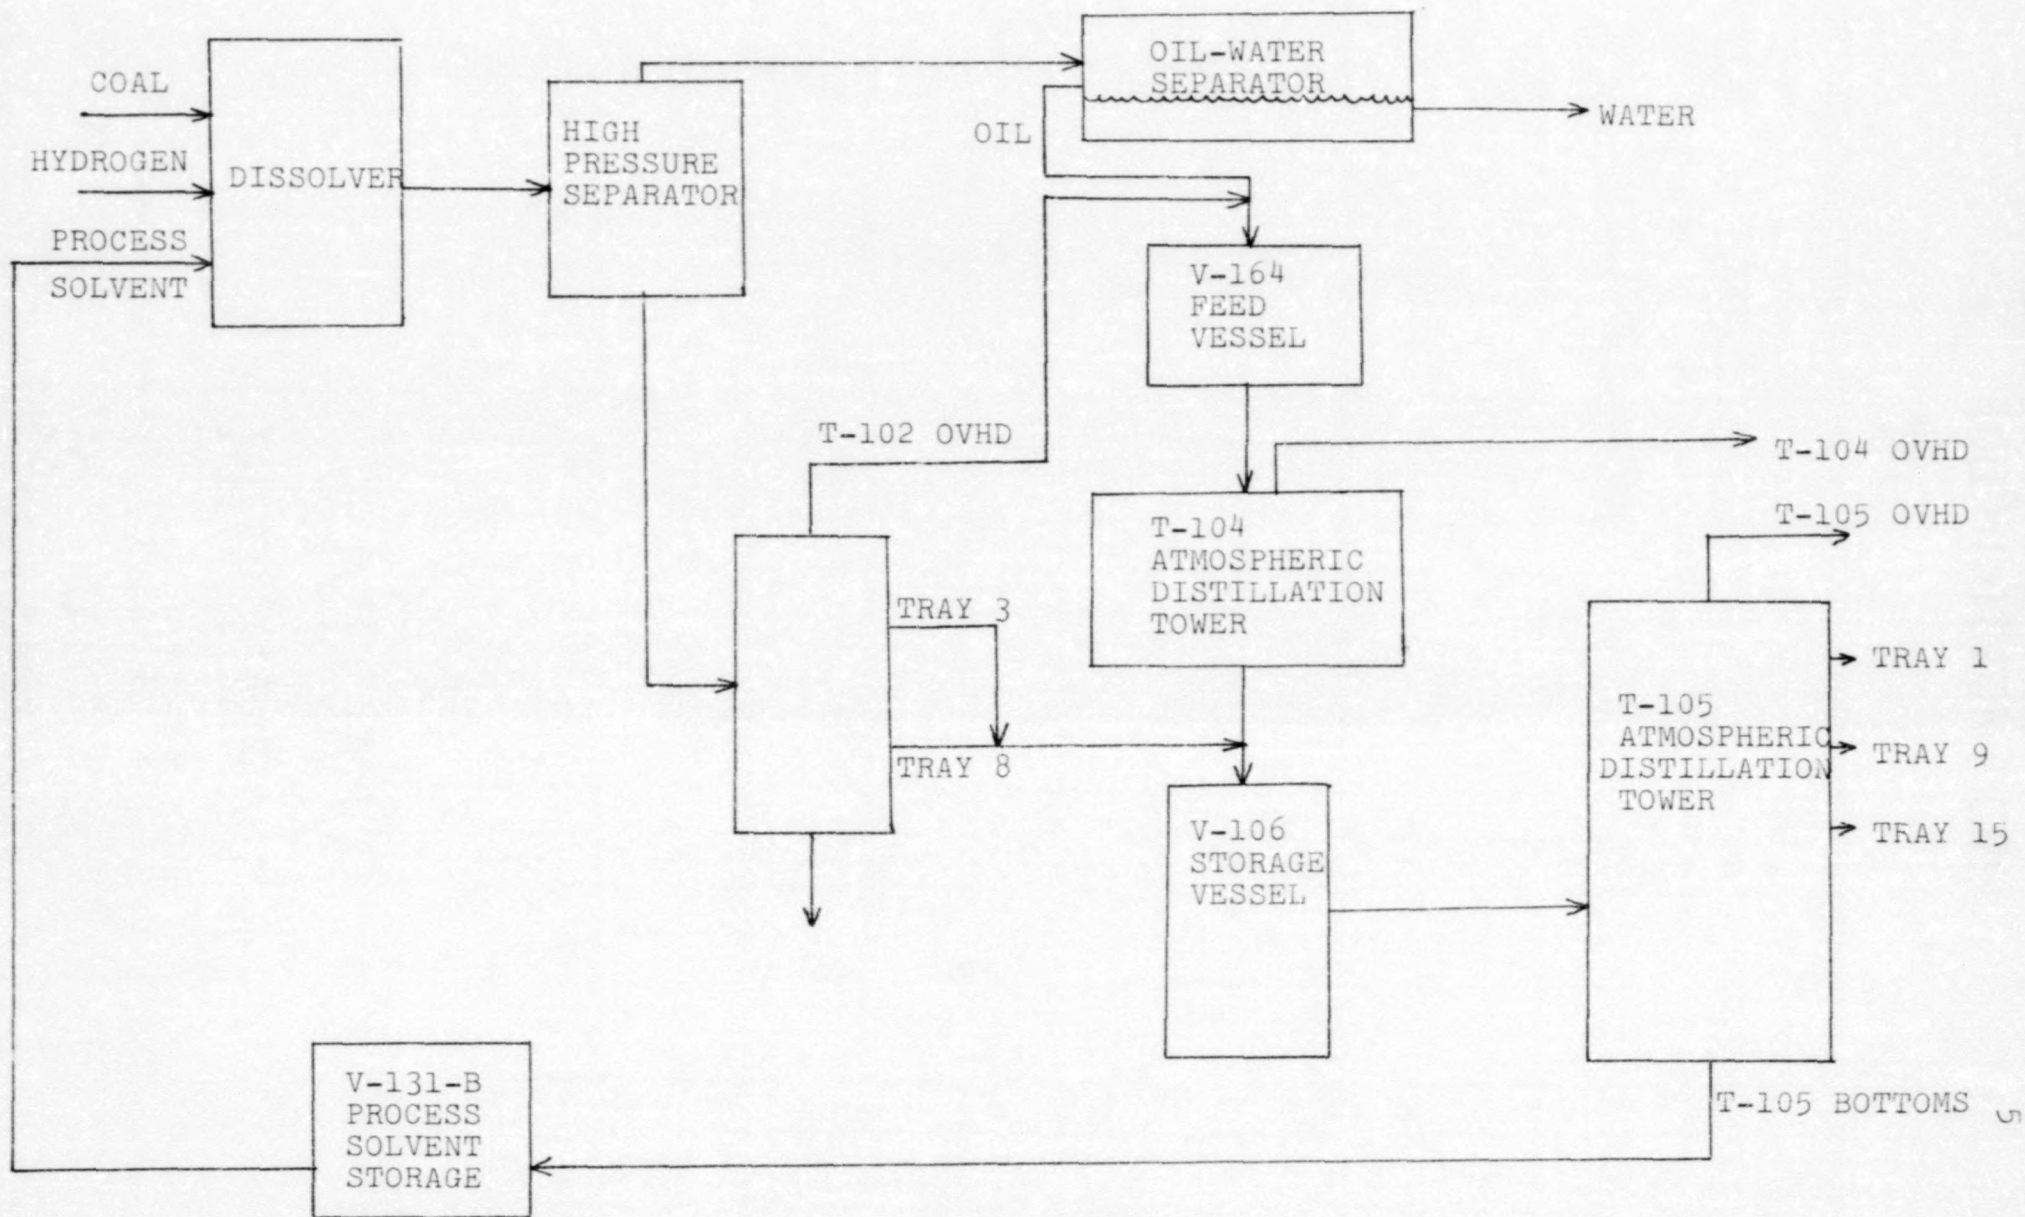 COAL
HYDROGEN
PROCESS
SOLVENT
DISSOLVER
HIGH
PRESSURE
SEPARATOR
OIL-WATER
SEPARATOR
OIL
WATER
V-164
FEED
VESSEL
T-102 OVHD
T-104 OVHD
T-104
ATMOSPHERIC
DISTILLATION
TOWER
T-105 OVHD
TRAY 3
TRAY 8
T-105
ATMOSPHERIC
DISTILLATION
TOWER
TRAY 1
TRAY 9
TRAY 15
V-106
STORAGE
VESSEL
V-131-B
PROCESS
SOLVENT
STORAGE
T-105 BOTTOMS
5